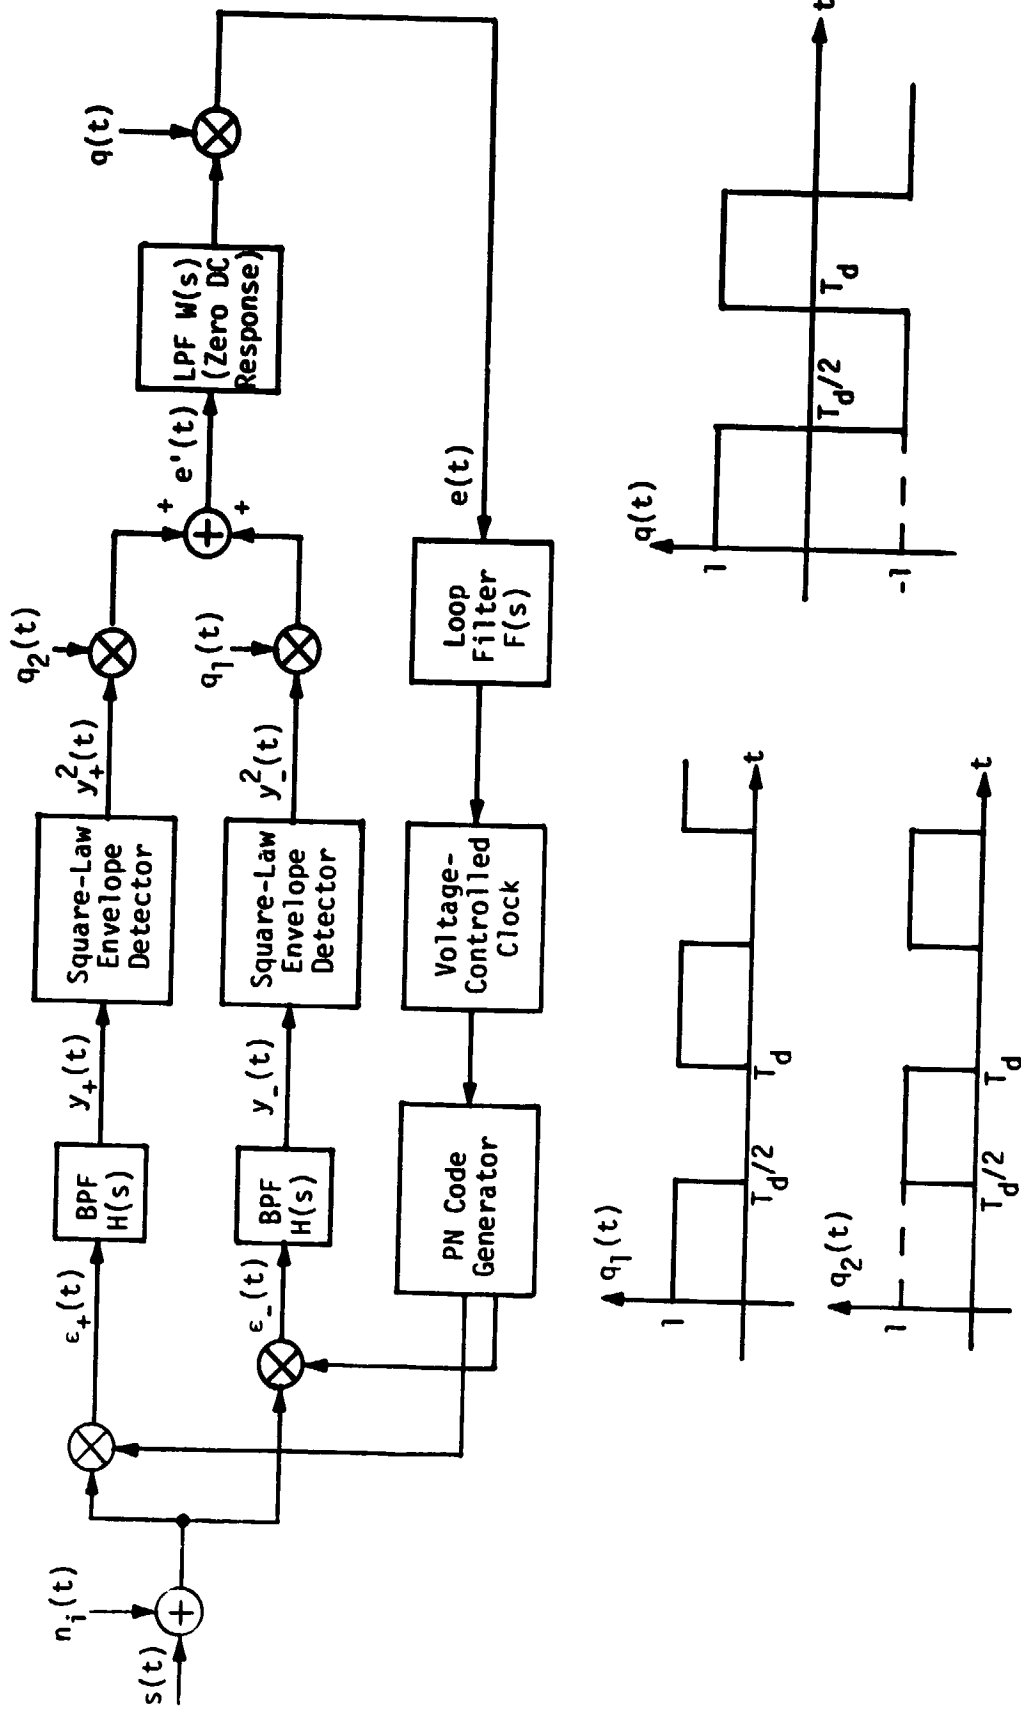 s(t)
n_i(t)
ε_+(t)
BPF
H(s)
y_+(t)
Square-Law
Envelope
Detector
y_+^2(t)
q_2(t)
+
e'(t)
LPF W(s)
(Zero DC
Response)
q(t)
ε_-(t)
BPF
H(s)
y_-(t)
Square-Law
Envelope
Detector
y_-^2(t)
q_1(t)
+
PN Code
Generator
Voltage-
Controlled
Clock
Loop
Filter
F(s)
e(t)
q_1(t)
1
T_d/2
T_d
t
q_2(t)
1
T_d/2
T_d
t
q(t)
1
-1
T_d/2
T_d
t